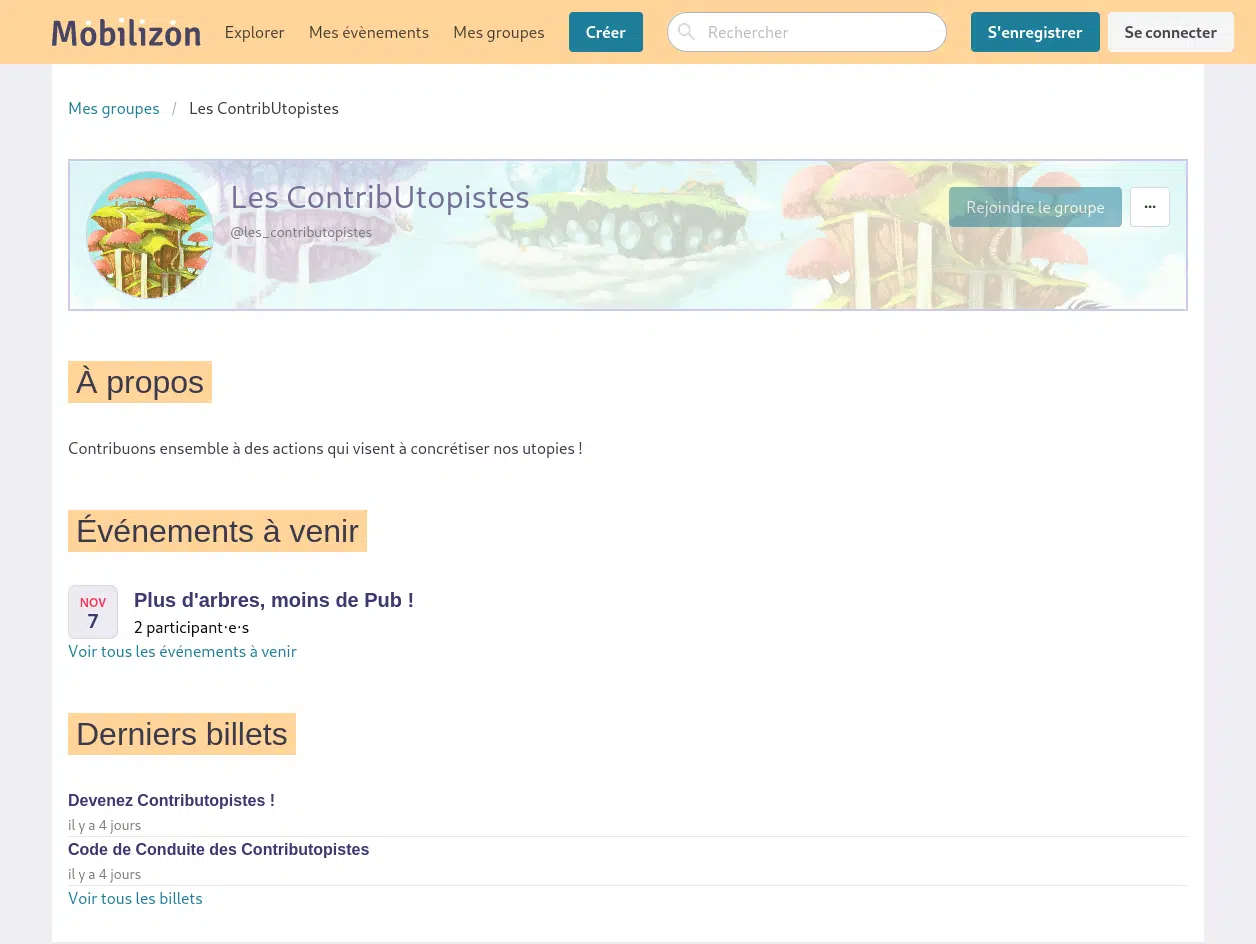 Mobilizon Explorer Mes évènements Mes groupes Créer Rechercher S'enregistrer Se connecter
Mes groupes / Les ContribUtopistes
Les ContribUtopistes
@les_contributopistes
Rejoindre le groupe ...
À propos
Contribuons ensemble à des actions qui visent à concrétiser nos utopies !
Événements à venir
NOV
7
Plus d'arbres, moins de Pub !
2 participant·e·s
Voir tous les événements à venir
Derniers billets
Devenez Contributopistes !
il y a 4 jours
Code de Conduite des Contributopistes
il y a 4 jours
Voir tous les billets